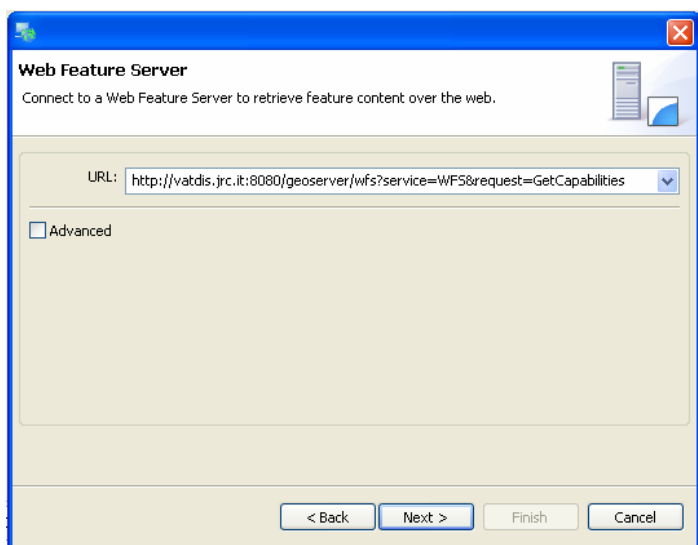 Web Feature Server
Connect to a Web Feature Server to retrieve feature content over the web.
URL: http://vatdis.jrc.it:8080/geoserver/wfs?service=WFS&request=GetCapabilities
Advanced
< Back Next > Finish Cancel